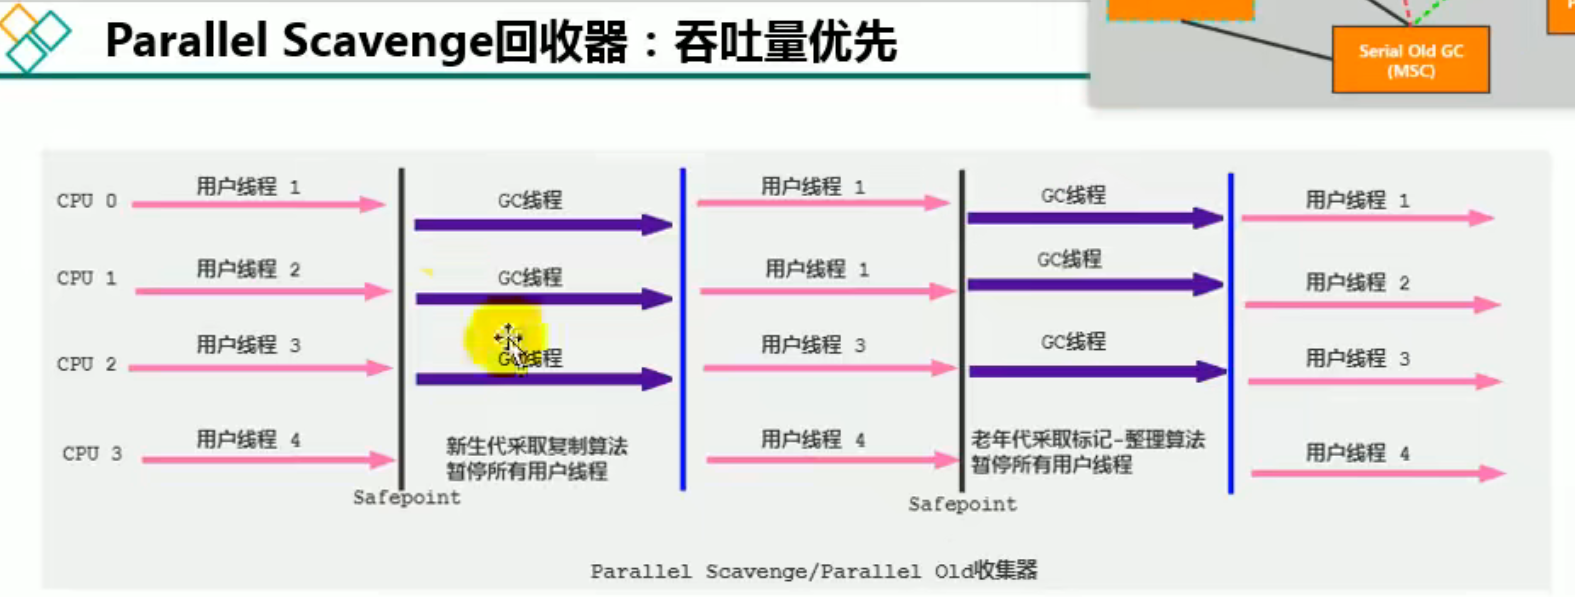 Parallel Scavenge回收器：吞吐量优先
Serial Old GC
(MSC)
CPU 0
用户线程 1
GC线程
用户线程 1
GC线程
用户线程 1
CPU 1
用户线程 2
GC线程
用户线程 1
GC线程
用户线程 2
CPU 2
用户线程 3
GC线程
用户线程 3
GC线程
用户线程 3
CPU 3
用户线程 4
新生代采取复制算法
暂停所有用户线程
用户线程 4
老年代采取标记-整理算法
暂停所有用户线程
用户线程 4
Safepoint
Safepoint
Parallel Scavenge/Parallel Old收集器